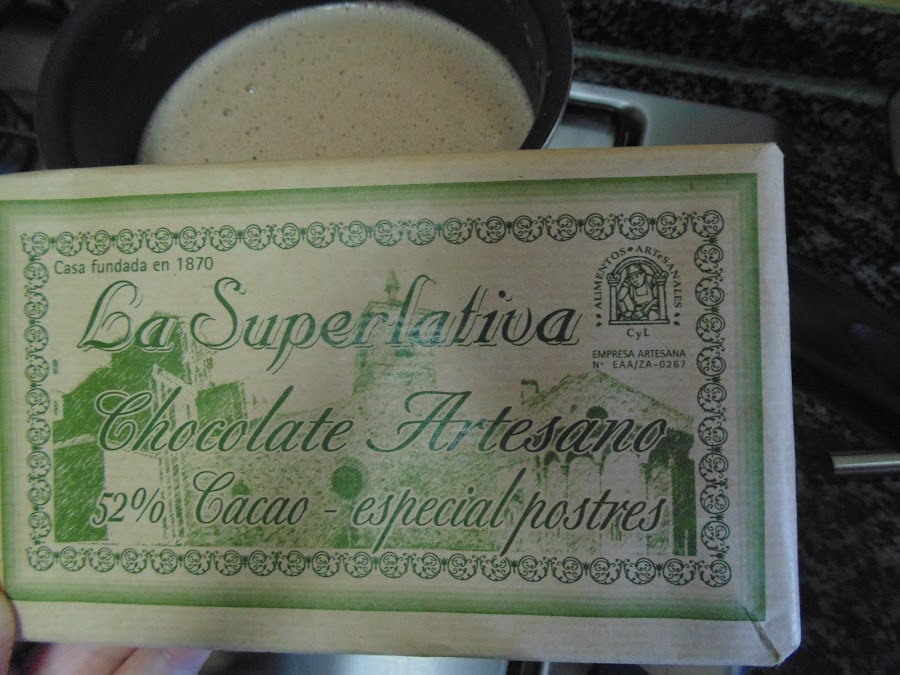 Casa fundada en 1870
La Superlativa
ALIMENTOS • ARTESANALES
CyL
EMPRESA ARTESANA
Nº EAA/ZA-0267
Chocolate Artesano
52% Cacao - especial postres